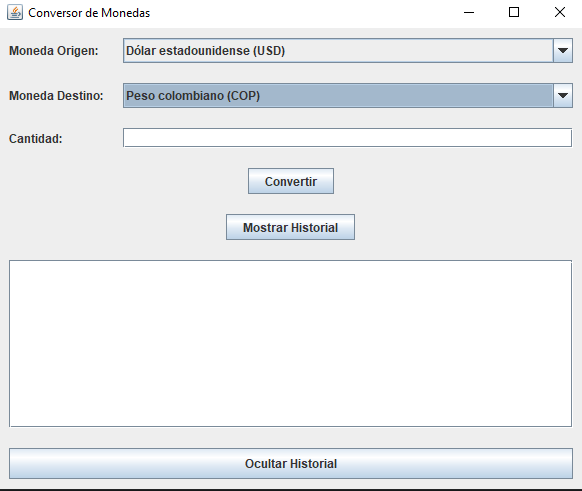 Conversor de Monedas
Moneda Origen: Dólar estadounidense (USD)
Moneda Destino: Peso colombiano (COP)
Cantidad:
Convertir
Mostrar Historial
Ocultar Historial